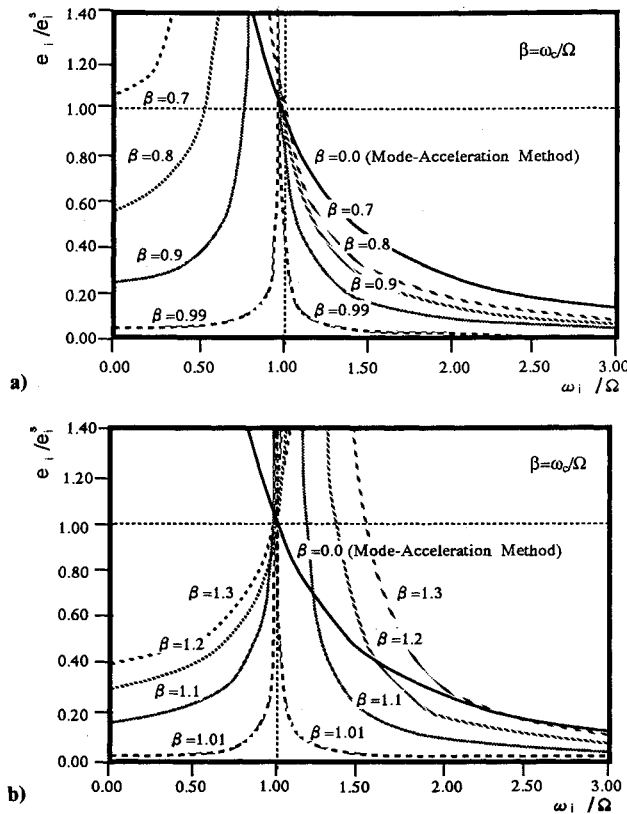 e i /e i s
1.40
1.20
1.00
0.80
0.60
0.40
0.20
0.00
β=ω c /Ω
β=0.7
β=0.8
β=0.9
β=0.99
β=0.0 (Mode-Acceleration Method)
β=0.7
β=0.8
β=0.9
β=0.99
0.00 0.50 1.00 1.50 2.00 2.50 3.00
a)
ω i /Ω
b)
e i /e i s
1.40
1.20
1.00
0.80
0.60
0.40
0.20
0.00
β=ω c /Ω
β=0.0 (Mode-Acceleration Method)
β=1.3
β=1.2
β=1.1
β=1.01
β=1.3
β=1.2
β=1.1
β=1.01
0.00 0.50 1.00 1.50 2.00 2.50 3.00
ω i /Ω